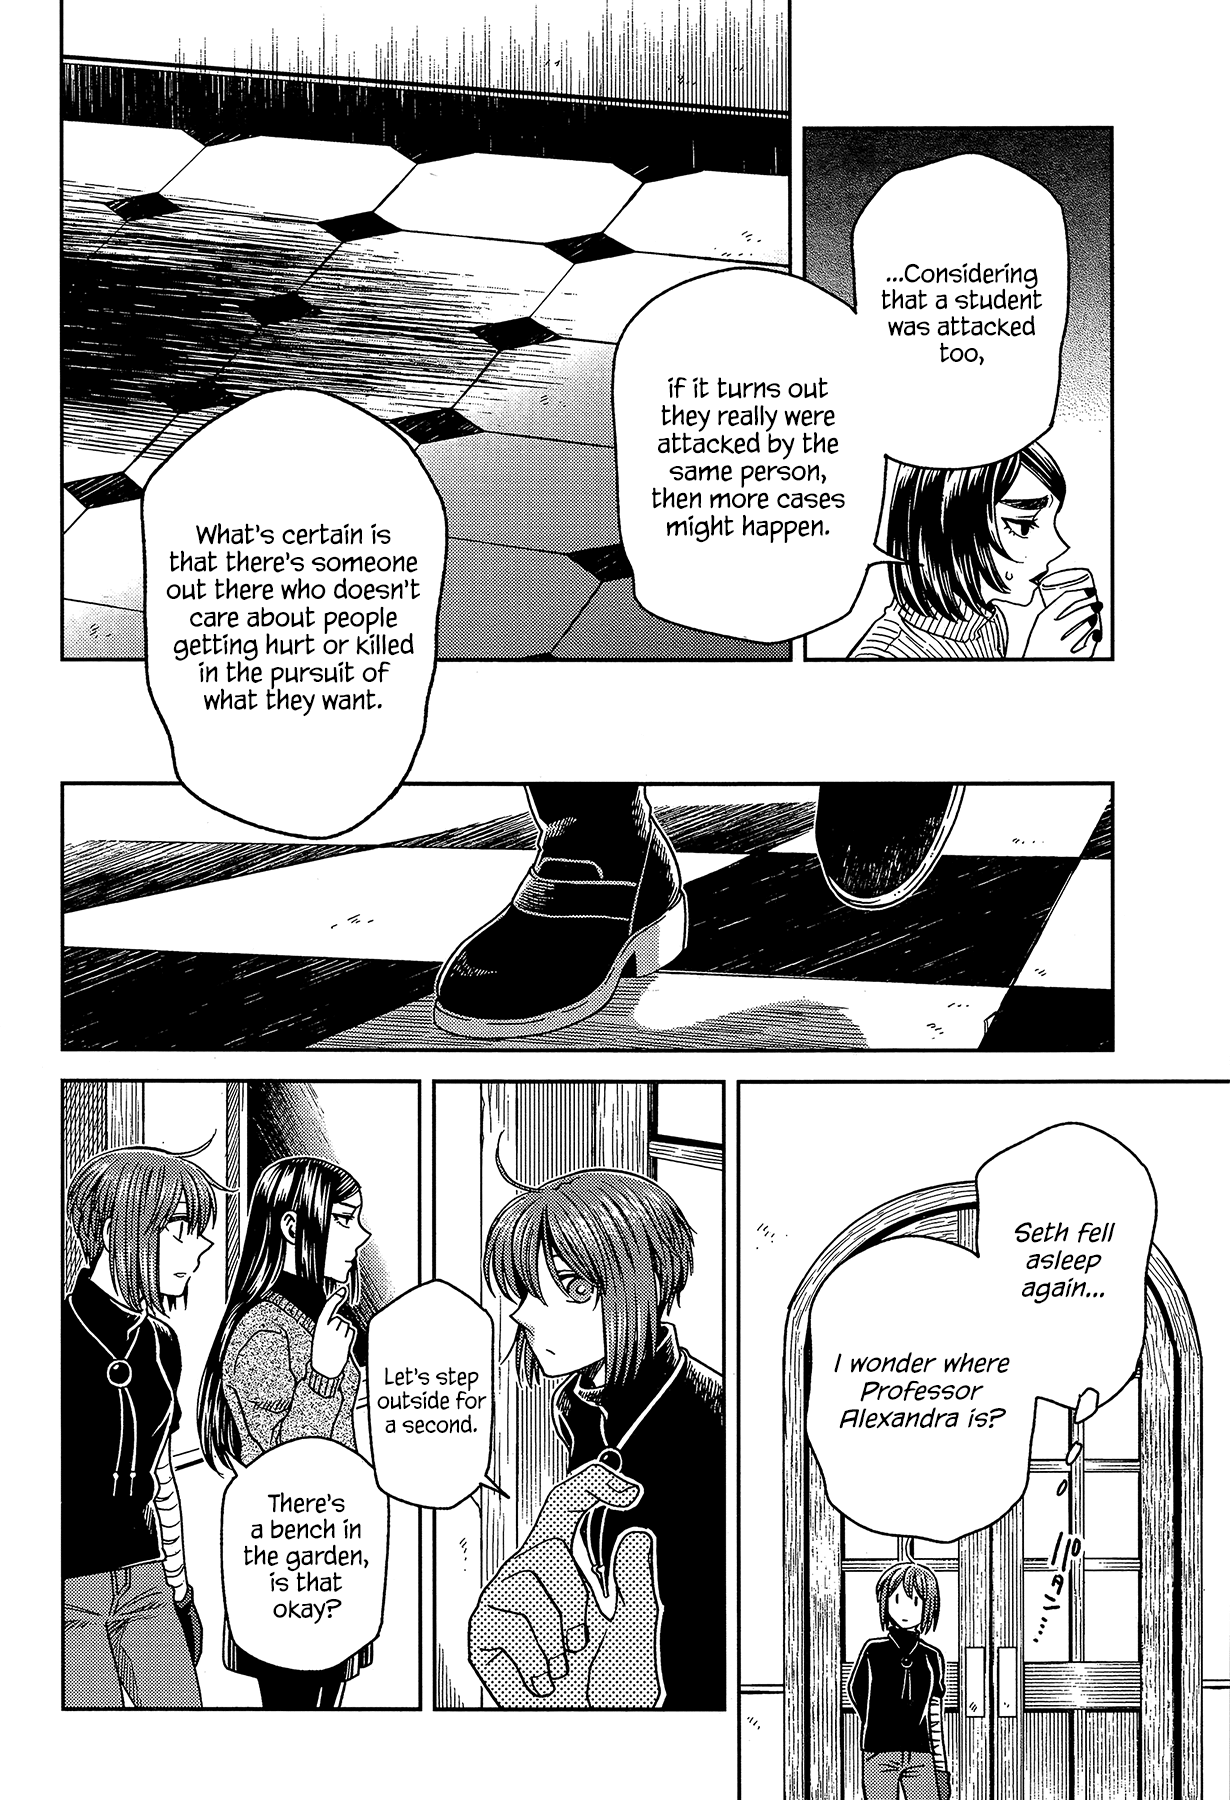 ...Considering
that a student
was attacked
too,
if it turns out
they really were
attacked by the
same person,
then more cases
might happen.
What's certain is
that there's someone
out there who doesn't
care about people
getting hurt or killed
in the pursuit of
what they want.
Seth fell
asleep
again...
I wonder where
Professor
Alexandra is?
Let's step
outside for
a second.
There's
a bench in
the garden,
is that
okay?